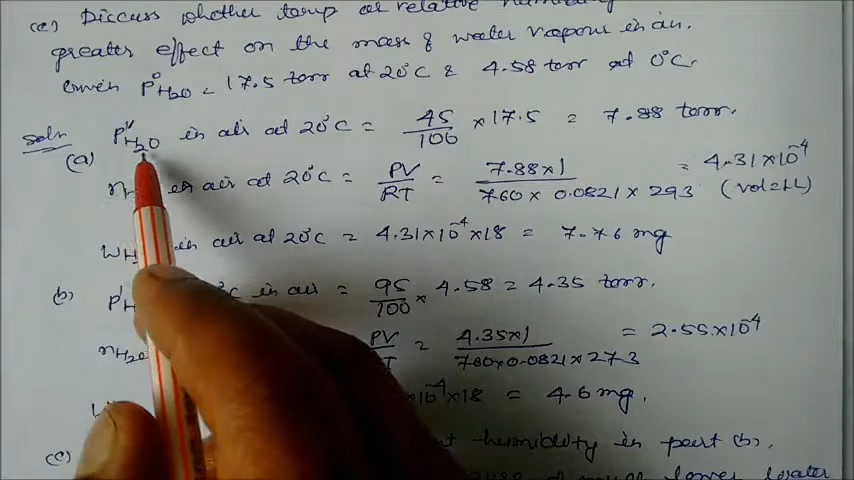 (c) Discuss whether temp or relative humidity
greater effect on the mass of water vapour in air.
Given P°H2O = 17.5 torr at 20°C & 4.58 torr at 0°C.
Soln P'H2O in air at 20°C = 45/100 × 17.5 = 7.88 torr.
(a) nH in air at 20°C = PV/RT = 7.88×1/760 × 0.0821 × 293 = 4.31×10^-4 (vol=1L)
WH in air at 20°C = 4.31×10^-4×18 = 7.76 mg
(b) P'H °C in air = 95/100 × 4.58 = 4.35 torr.
nH2O PV/T = 4.35×1/760×0.0821×273 = 2.55×10^-4
10^-4×18 = 4.6 mg.
(c) humidity in part (b),
lower water